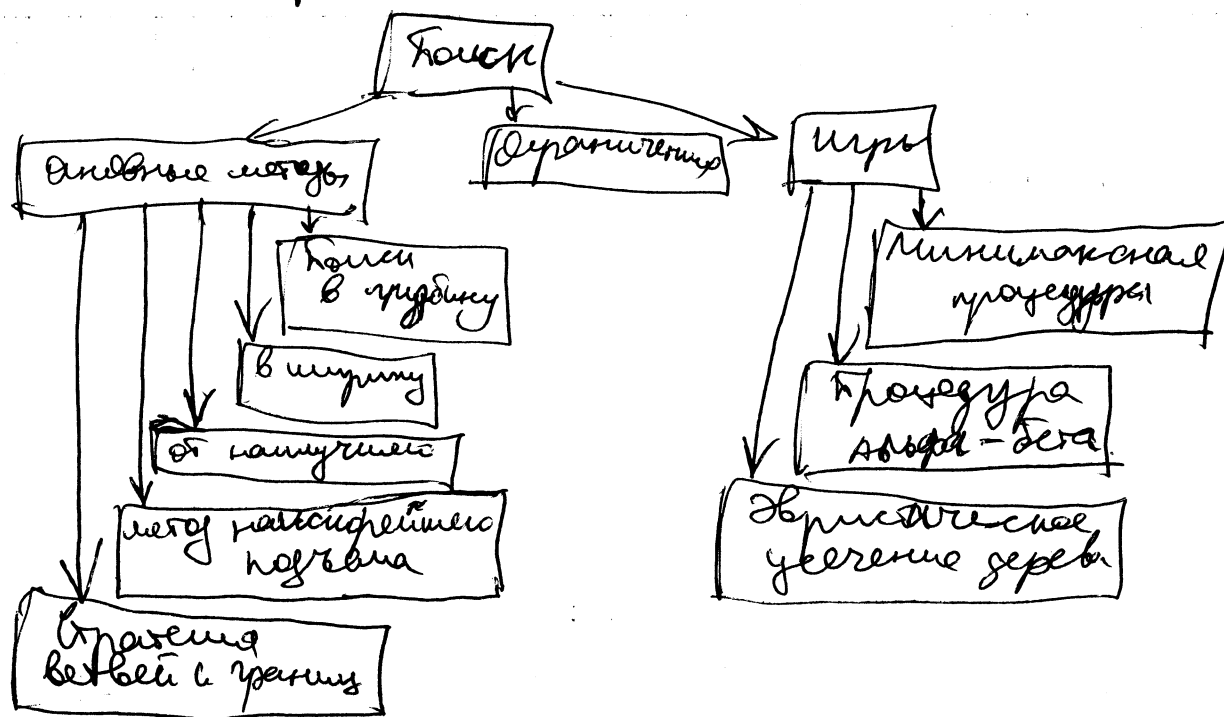 Поиск
Основные методы
Ограничения
Игры
Поиск
в глубину
в ширину
от наилучшего
метод наискорейшего
подъема
Стратегия
ветвей и границ
Минимаксная
процедура
Процедура
альфа-бета
Эвристическое
усечение дерева